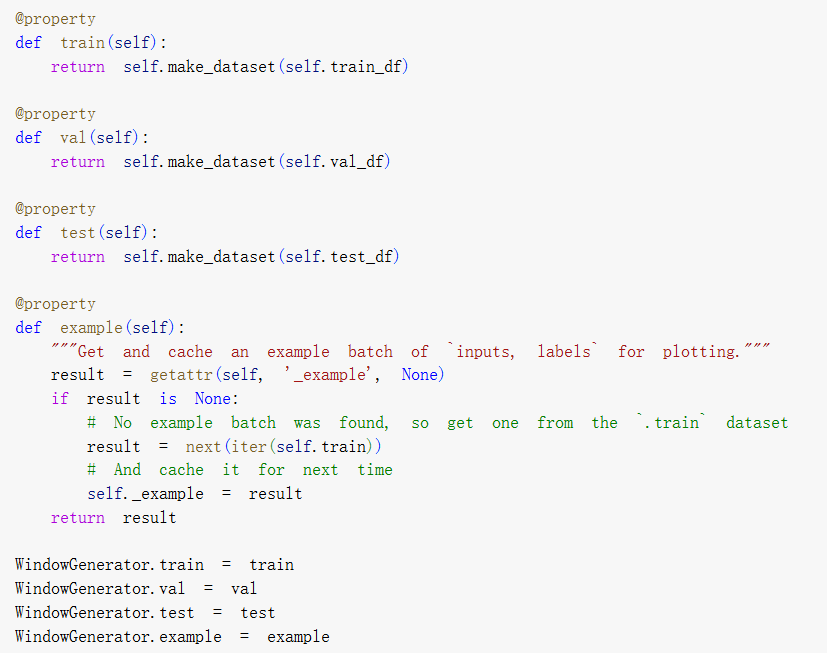 @property
def train(self):
    return self.make_dataset(self.train_df)

@property
def val(self):
    return self.make_dataset(self.val_df)

@property
def test(self):
    return self.make_dataset(self.test_df)

@property
def example(self):
    """Get and cache an example batch of `inputs, labels` for plotting."""
    result = getattr(self, '_example', None)
    if result is None:
        # No example batch was found, so get one from the `.train` dataset
        result = next(iter(self.train))
        # And cache it for next time
        self._example = result
    return result

WindowGenerator.train = train
WindowGenerator.val = val
WindowGenerator.test = test
WindowGenerator.example = example